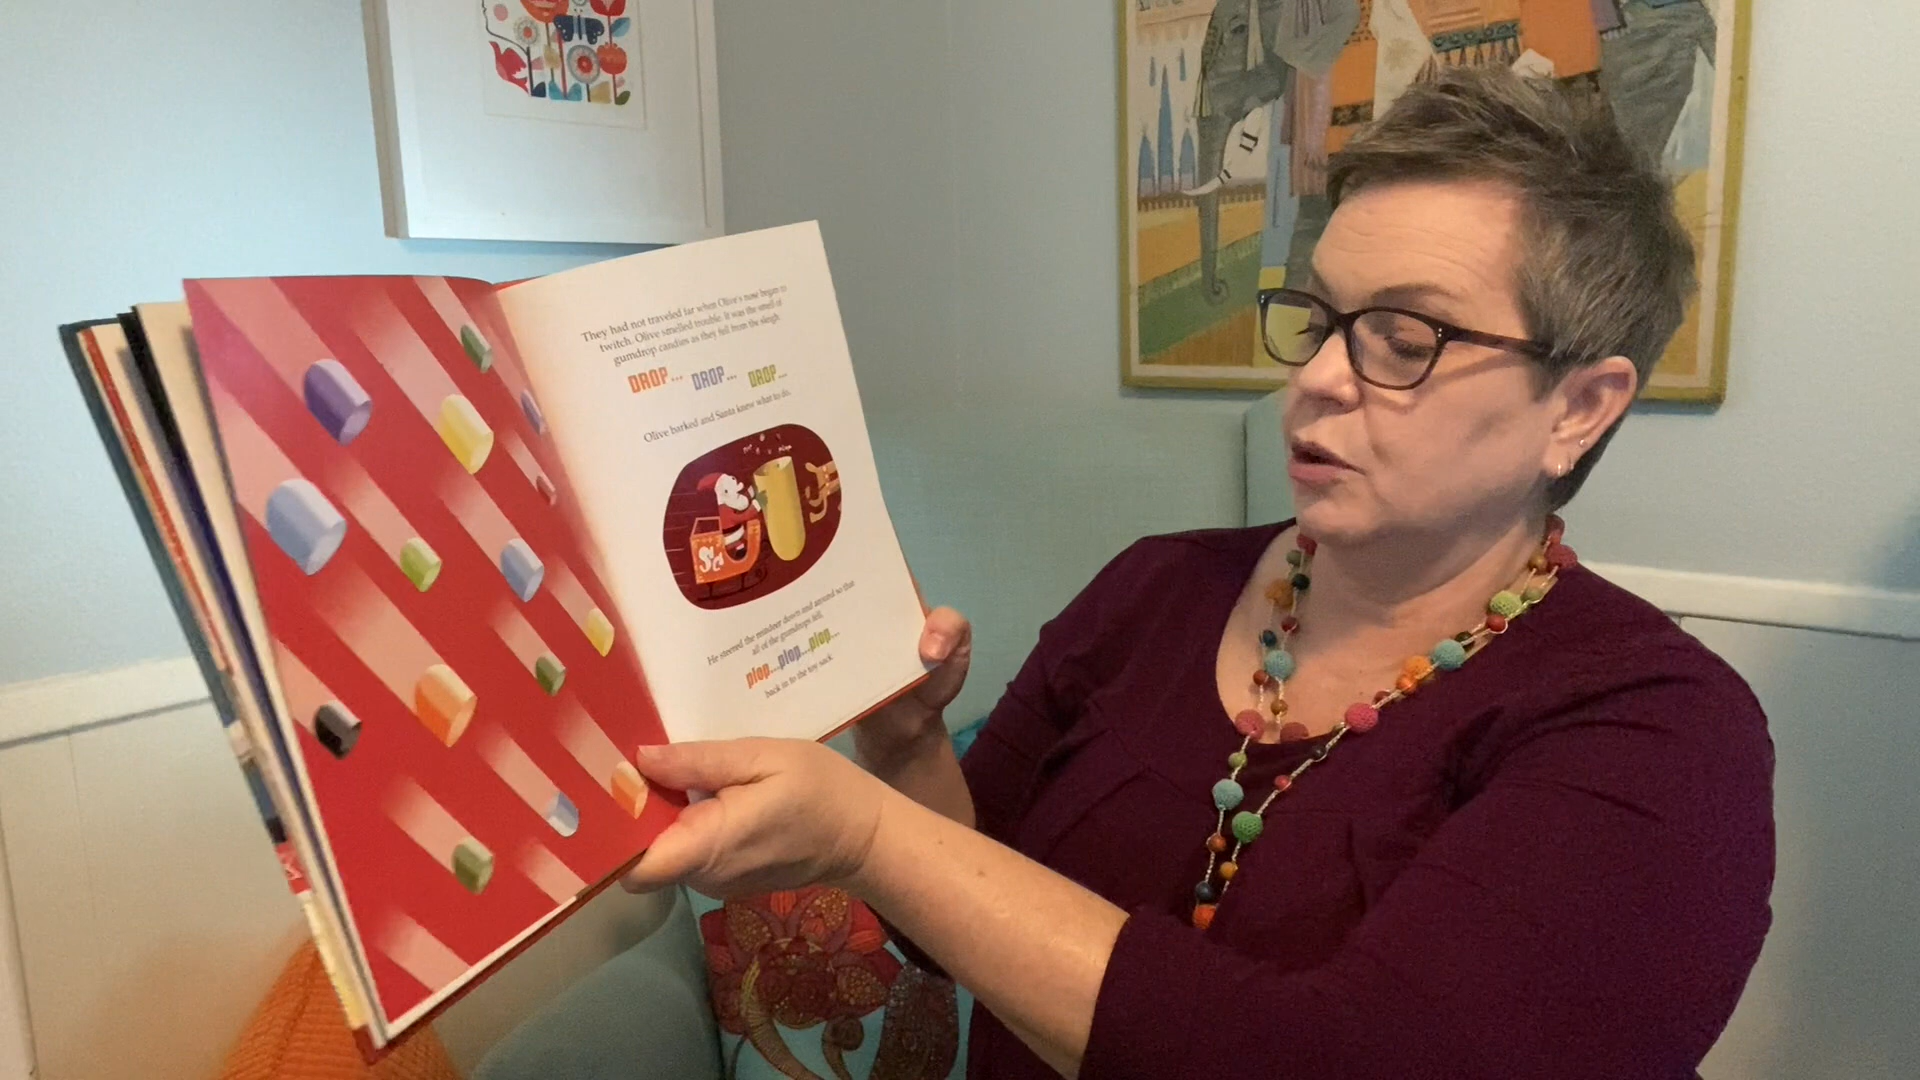 They had not traveled far when Olive's nose began to
twitch. Olive smelled trouble. It was the smell of
gumdrop candies as they fell from the sleigh.
DROP... DROP... DROP...
Olive barked and Santa knew what to do.
SC
He steered the reindeer down and around so that
all of the gumdrops fell,
plop...plop...plop...
back in to the toy sack.